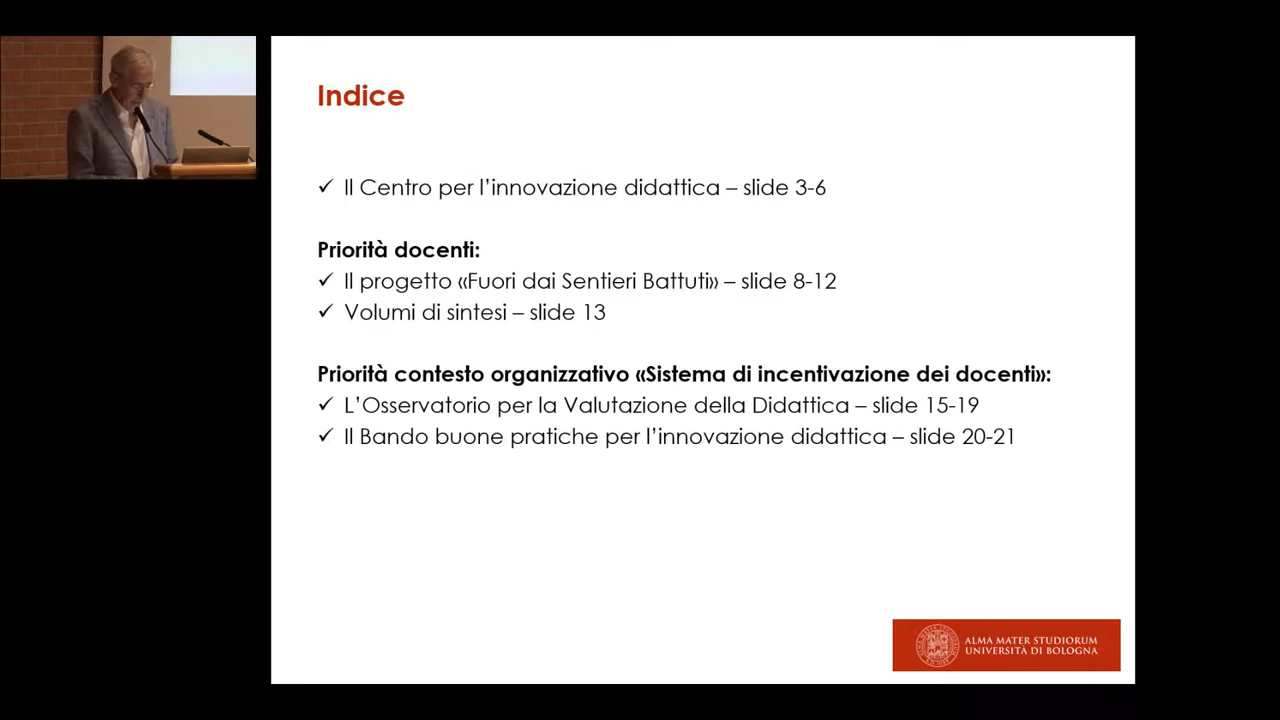 Indice
✓ Il Centro per l'innovazione didattica – slide 3-6
Priorità docenti:
✓ Il progetto «Fuori dai Sentieri Battuti» – slide 8-12
✓ Volumi di sintesi – slide 13
Priorità contesto organizzativo «Sistema di incentivazione dei docenti»:
✓ L'Osservatorio per la Valutazione della Didattica – slide 15-19
✓ Il Bando buone pratiche per l'innovazione didattica – slide 20-21
ALMA MATER STUDIORUM
UNIVERSITÀ DI BOLOGNA